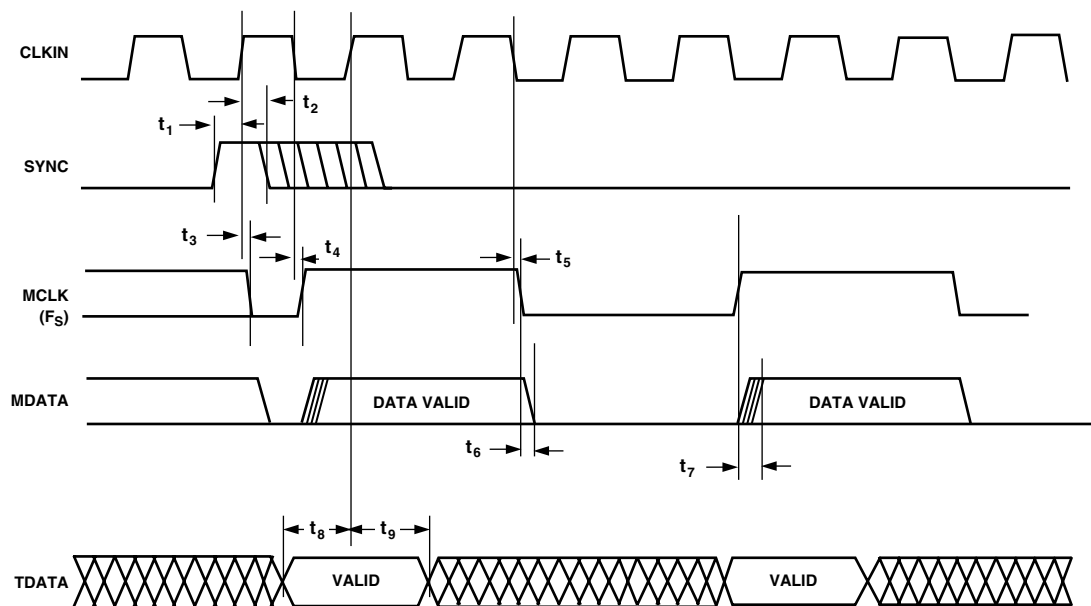 CLKIN
t2
t1
SYNC
t3
t4
t5
MCLK
(FS)
MDATA
DATA VALID
DATA VALID
t6
t7
t8
t9
TDATA
VALID
VALID